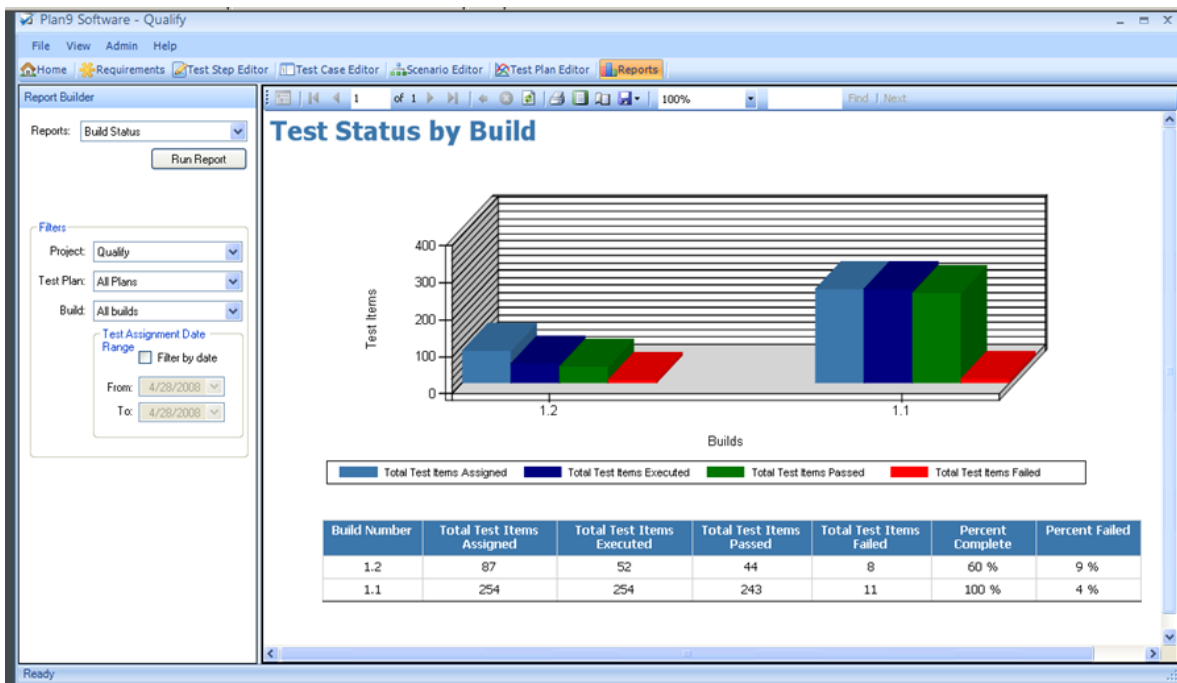 Plan9 Software - Qualify
File View Admin Help
Home Requirements Test Step Editor Test Case Editor Scenario Editor Test Plan Editor Reports
Report Builder
1 of 1 100% Find | Next
Reports: Build Status
Run Report
Filters
Project: Qualify
Test Plan: All Plans
Build: All builds
Test Assignment Date
Range
Filter by date
From: 4/28/2008
To: 4/28/2008
Test Status by Build
400
300
200
100
0
Test Items
1.2 1.1
Builds
Total Test Items Assigned Total Test Items Executed Total Test Items Passed Total Test Items Failed
Build Number Total Test Items Assigned Total Test Items Executed Total Test Items Passed Total Test Items Failed Percent Complete Percent Failed
1.2 87 52 44 8 60 % 9 %
1.1 254 254 243 11 100 % 4 %
Ready